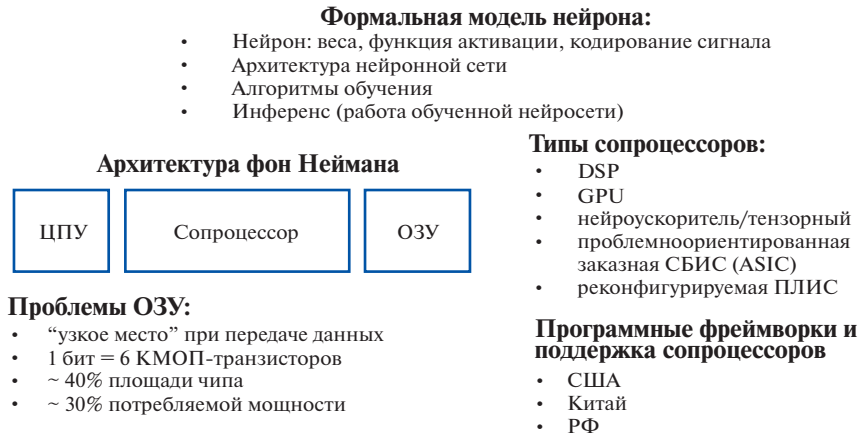 Формальная модель нейрона:
• Нейрон: веса, функция активации, кодирование сигнала
• Архитектура нейронной сети
• Алгоритмы обучения
• Инференс (работа обученной нейросети)
Архитектура фон Неймана
ЦПУ
Сопроцессор
ОЗУ
Проблемы ОЗУ:
• “узкое место” при передаче данных
• 1 бит = 6 КМОП-транзисторов
• ~ 40% площади чипа
• ~ 30% потребляемой мощности
Типы сопроцессоров:
• DSP
• GPU
• нейроускоритель/тензорный
• проблемноориентированная
заказная СБИС (ASIC)
• реконфигурируемая ПЛИС
Программные фреймворки и
поддержка сопроцессоров
• США
• Китай
• РФ